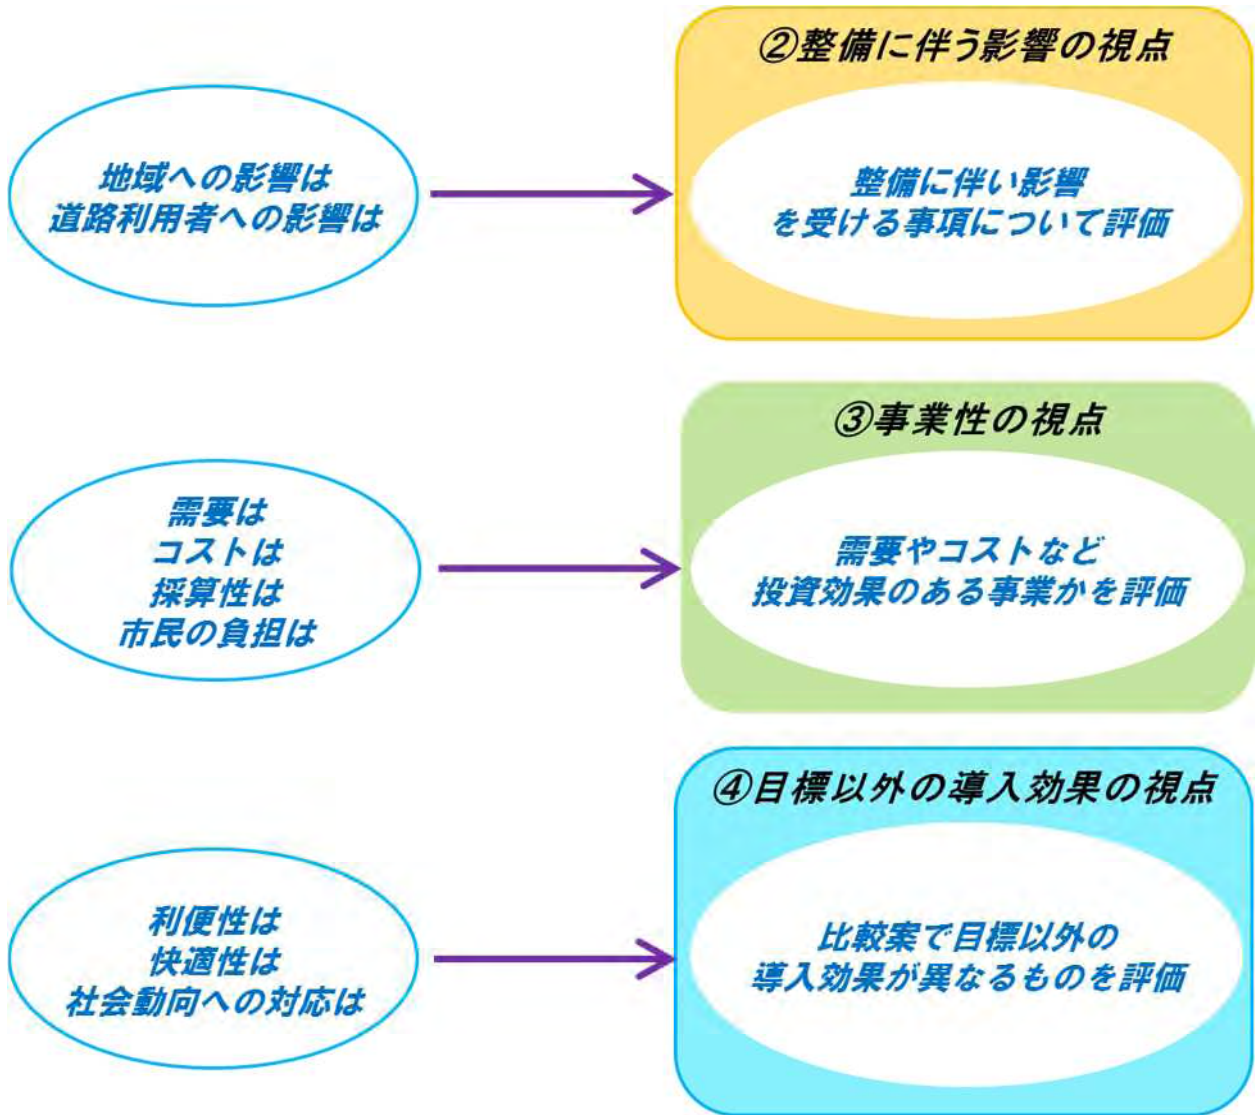 ②整備に伴う影響の視点
地域への影響は
道路利用者への影響は
整備に伴い影響
を受ける事項について評価
③事業性の視点
需要は
コストは
採算性は
市民の負担は
需要やコストなど
投資効果のある事業かを評価
④目標以外の導入効果の視点
利便性は
快適性は
社会動向への対応は
比較案で目標以外の
導入効果が異なるものを評価